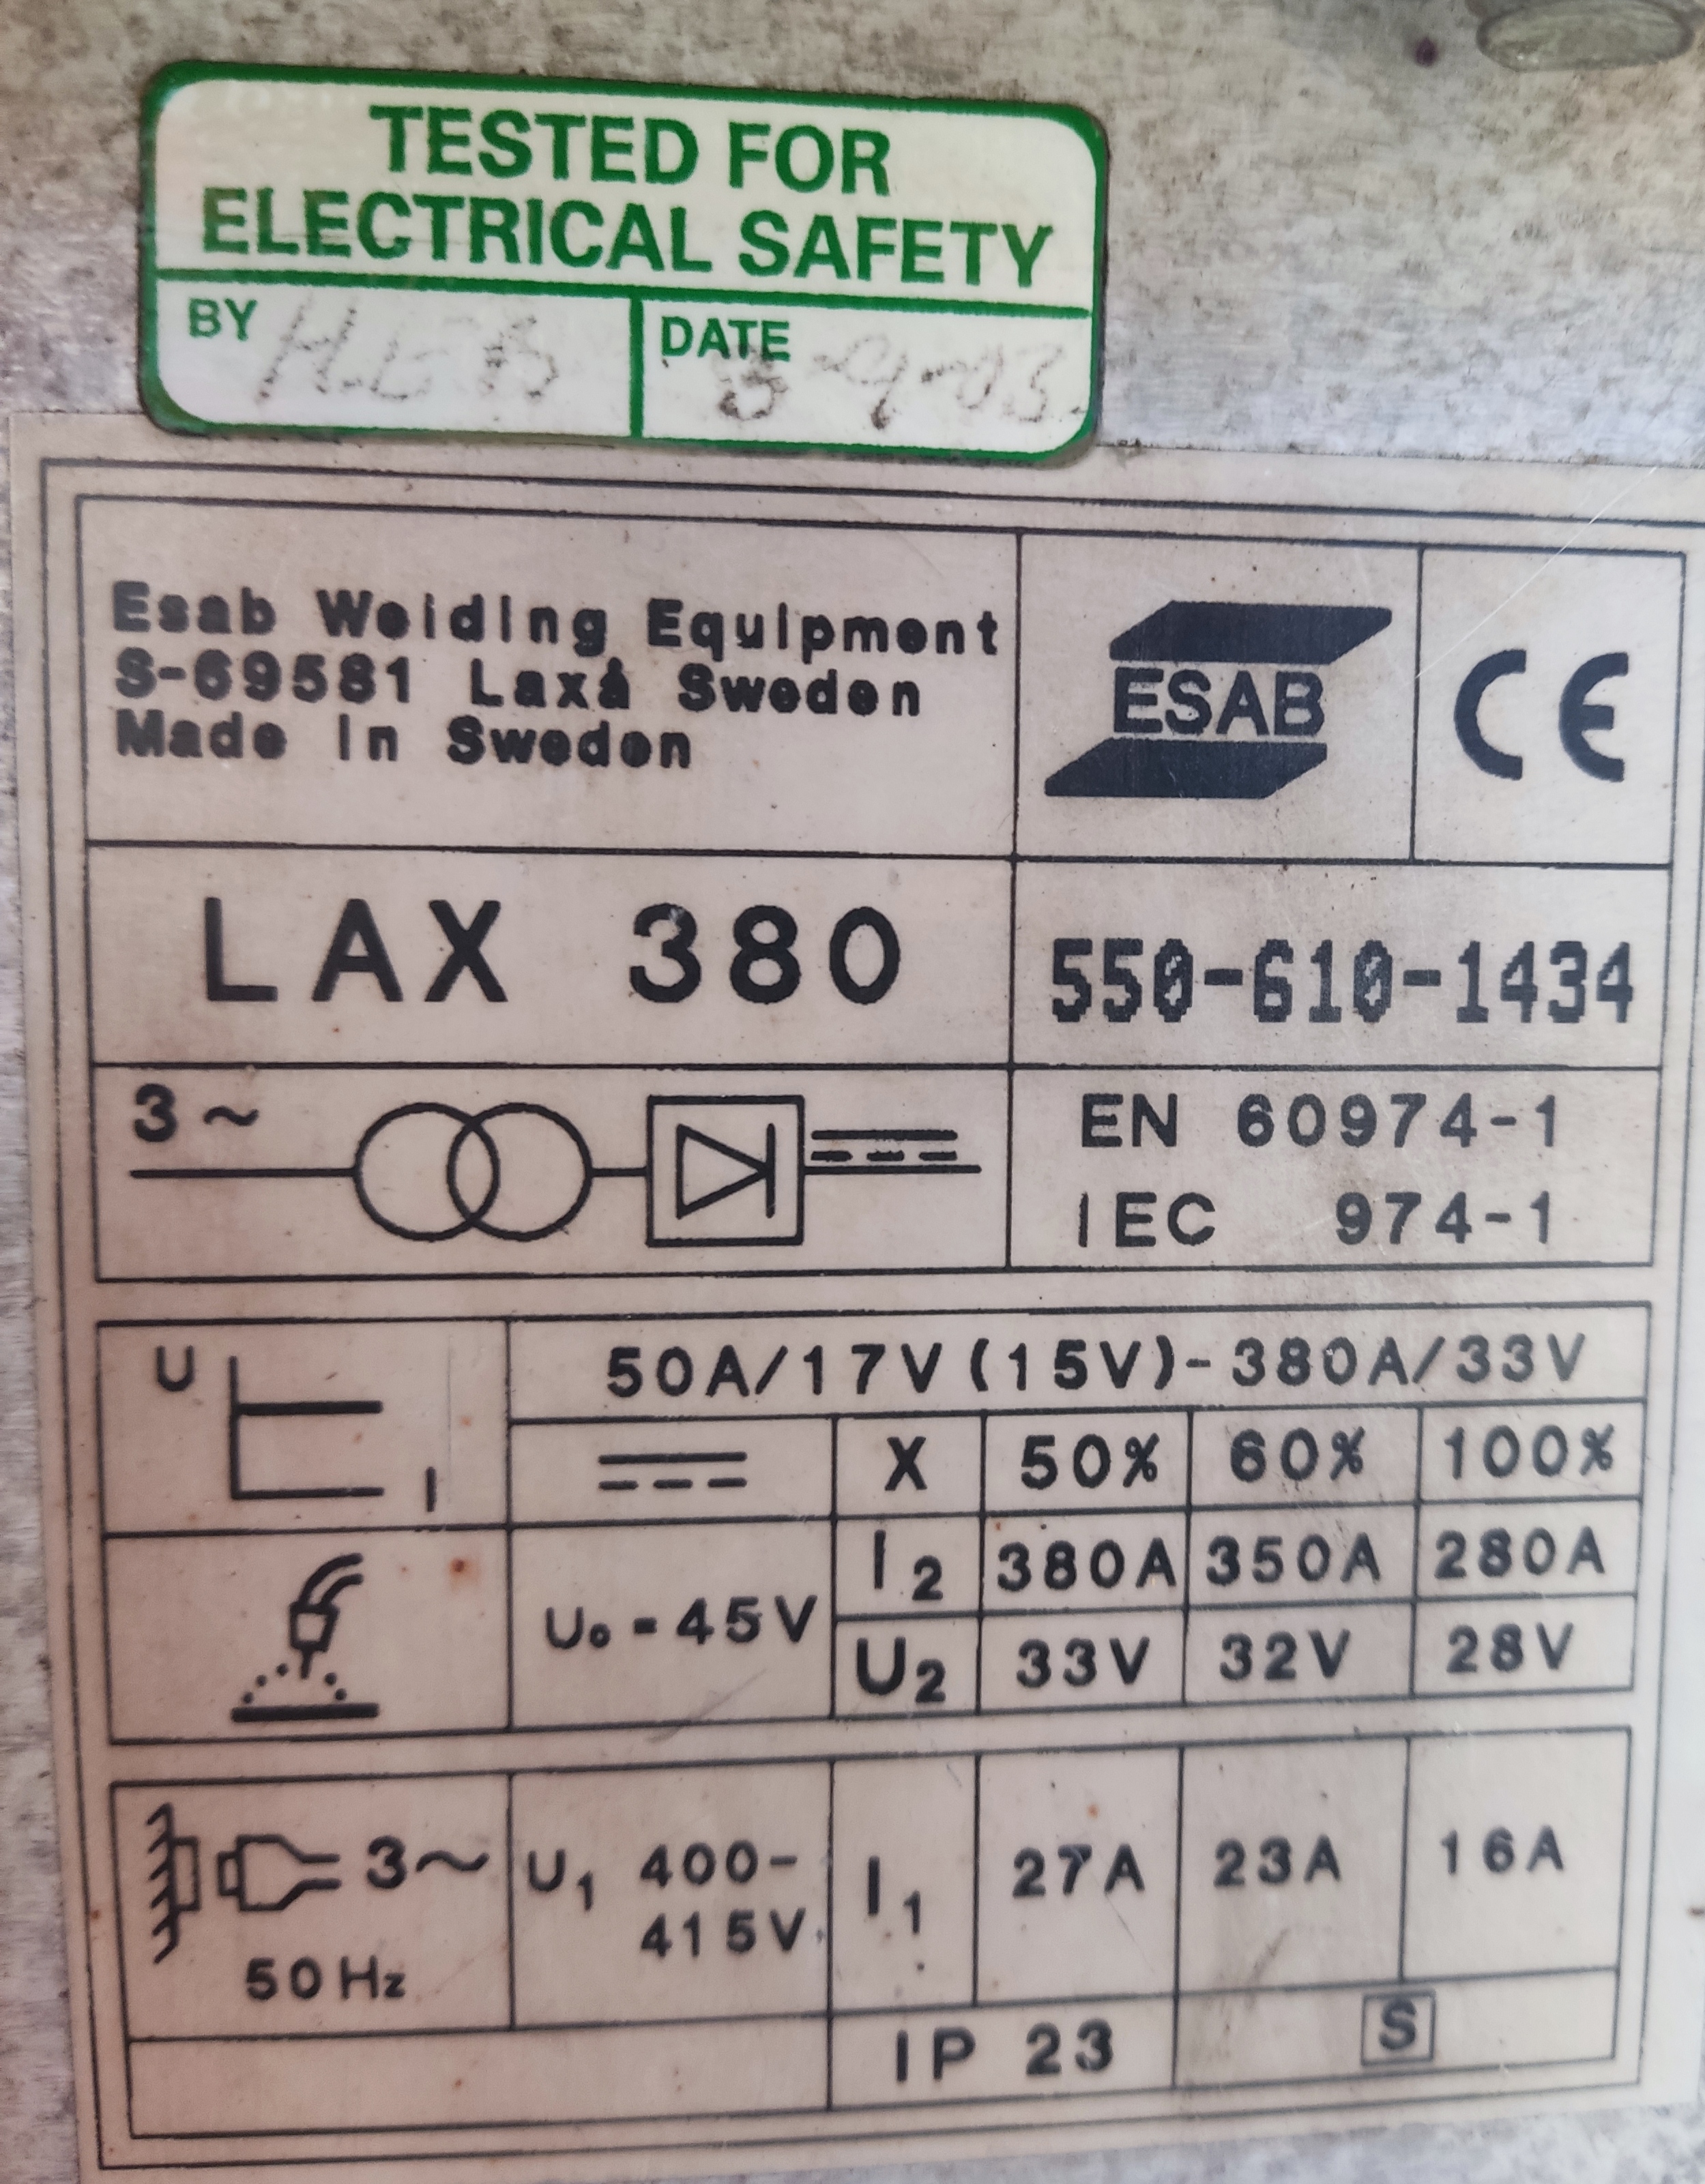 TESTED FOR
ELECTRICAL SAFETY
BY
DATE
Esab Welding Equipment
S-69581 Laxå Sweden
Made in Sweden
ESAB
CE
LAX 380
550-610-1434
3~
EN 60974-1
IEC 974-1
U
I
50A/17V(15V)-380A/33V
X 50% 60% 100%
I2 380A 350A 280A
U0=45V
U2 33V 32V 28V
3~
50Hz
U1 400-
415V
I1 27A 23A 16A
IP 23
S